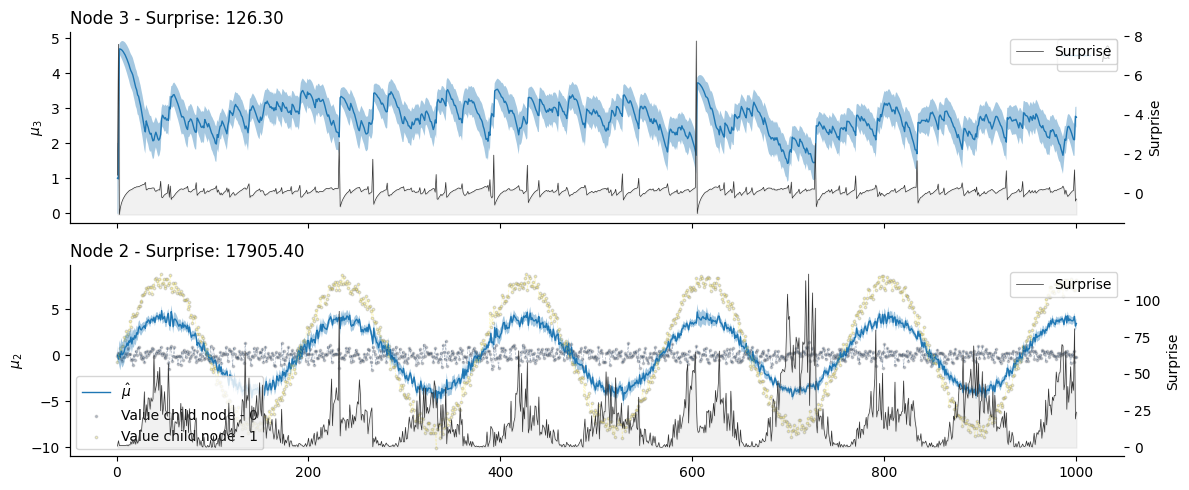 Node 3 - Surprise: 126.30
5
4
3
2
1
0
μ3
Surprise
8
6
4
2
0
Surprise
Node 2 - Surprise: 17905.40
5
0
−5
−10
μ2
μ̂
Value child node - 0
Value child node - 1
Surprise
100
75
50
25
0
Surprise
0
200
400
600
800
1000